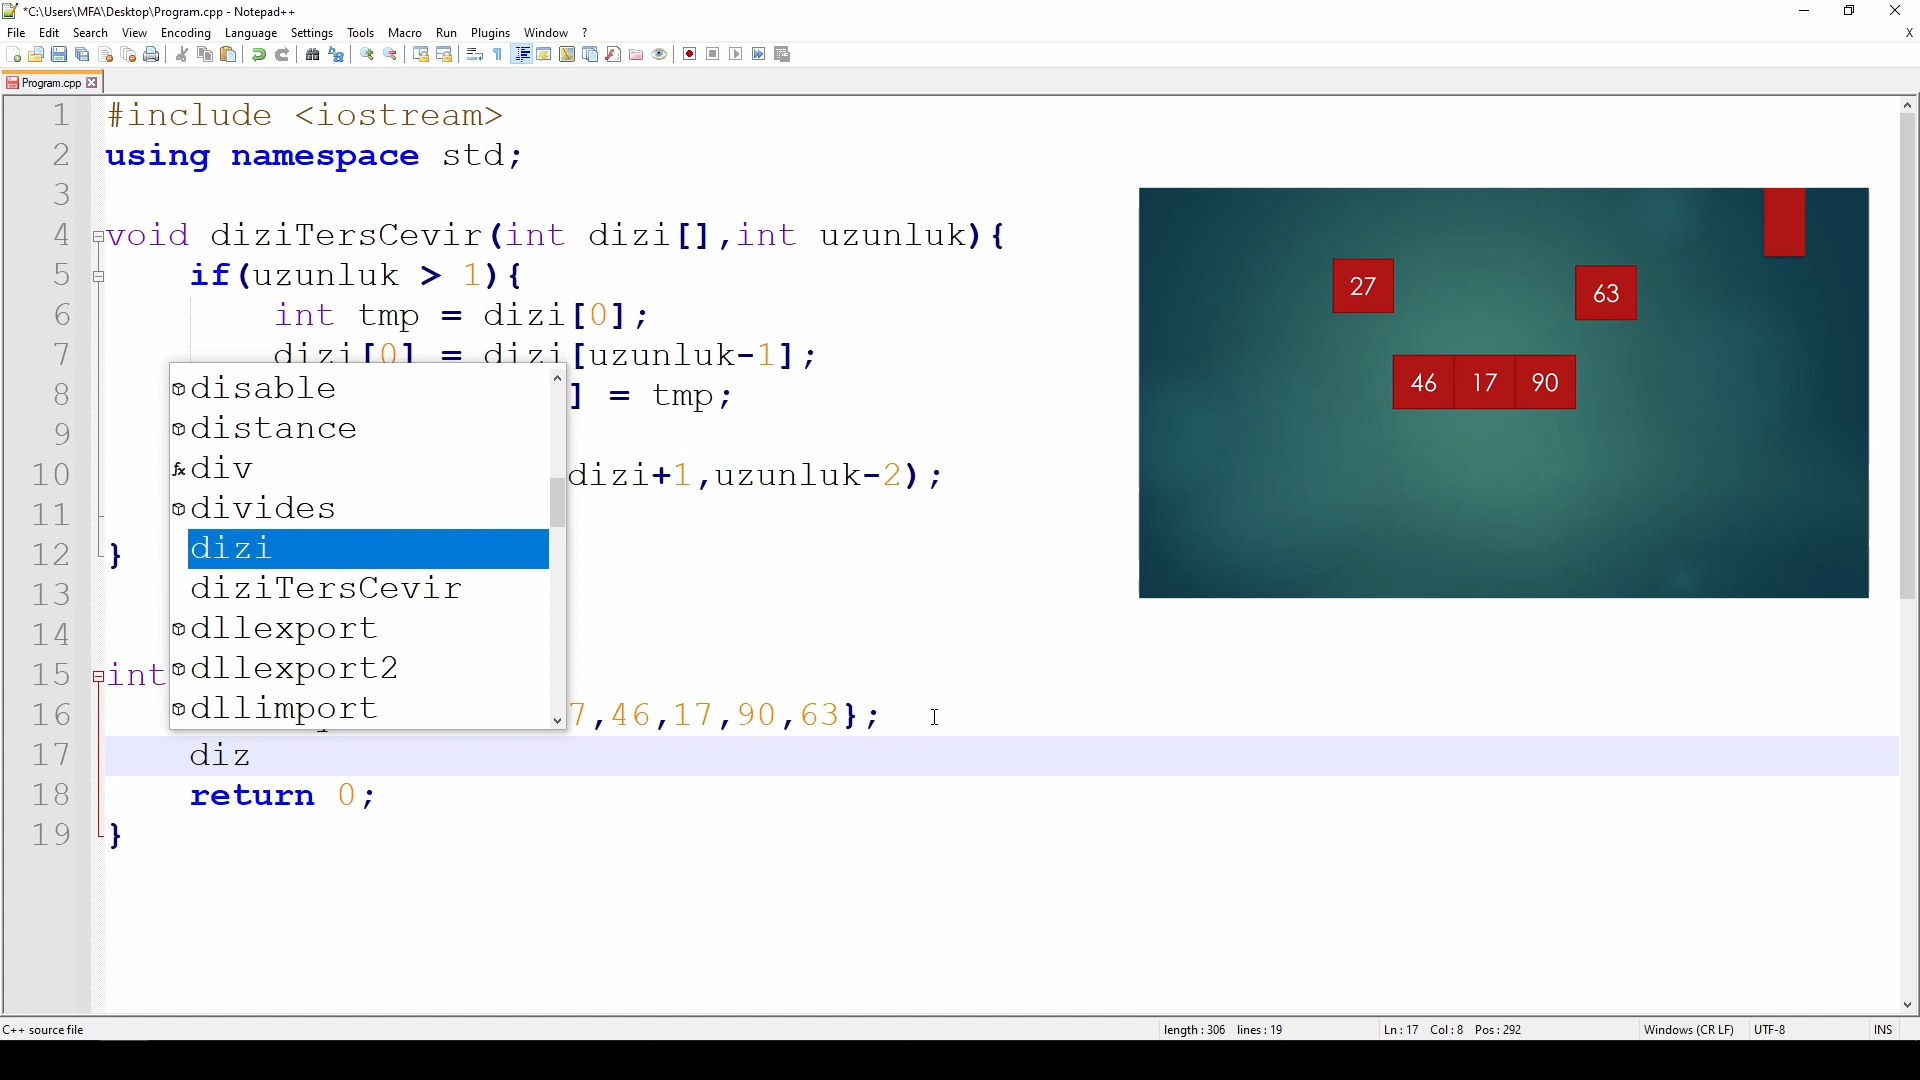 *C:\Users\MFA\Desktop\Program.cpp - Notepad++
File Edit Search View Encoding Language Settings Tools Macro Run Plugins Window ? X
Program.cpp
1 #include <iostream>
2 using namespace std;
3
4 void diziTersCevir(int dizi[],int uzunluk){
5 if(uzunluk > 1){
6 int tmp = dizi[0];
7 dizi[0] = dizi[uzunluk-1];
8 ] = tmp;
9
10 dizi+1,uzunluk-2);
11
12 }
13
14
15 int
16 7,46,17,90,63};
17 diz
18 return 0;
19 }
disable
distance
div
divides
dizi
diziTersCevir
dllexport
dllexport2
dllimport
27 63
46 17 90
C++ source file length : 306 lines : 19 Ln : 17 Col : 8 Pos : 292 Windows (CR LF) UTF-8 INS